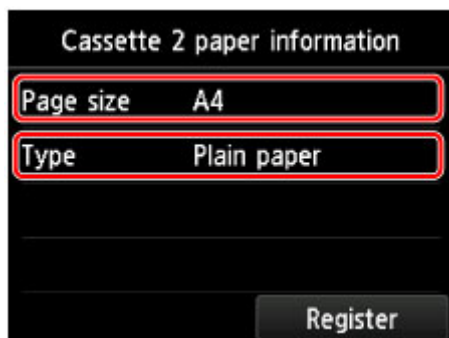 Cassette 2 paper information
Page size A4
Type Plain paper
Register